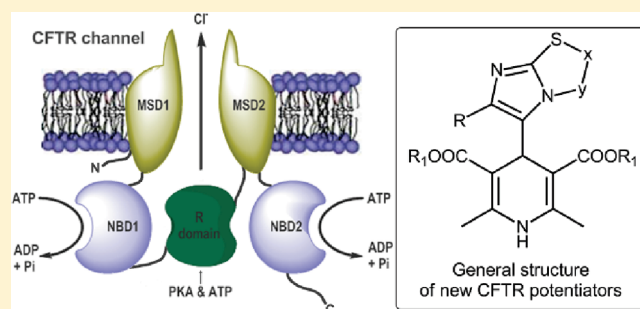 CFTR channel
Cl-
MSD1
MSD2
N
ATP
NBD1
ADP
+ Pi
R
domain
PKA & ATP
NBD2
ATP
ADP
+ Pi
C
S
x
N
y
N
R
R1OOC
COOR1
N
H
General structure
of new CFTR potentiators